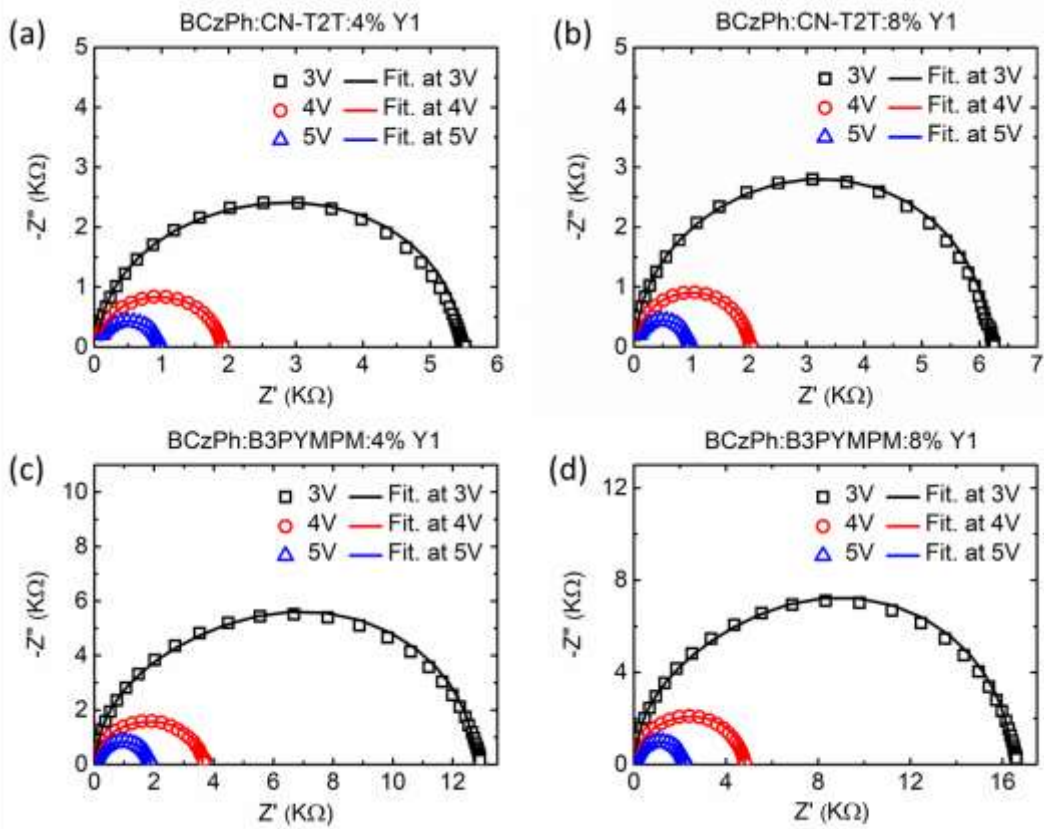 (a)
BCzPh:CN-T2T:4% Y1
5
4
3
2
1
0
-Z" (KΩ)
3V Fit. at 3V
4V Fit. at 4V
5V Fit. at 5V
0 1 2 3 4 5 6
Z' (KΩ)
(b)
BCzPh:CN-T2T:8% Y1
5
4
3
2
1
0
-Z" (KΩ)
3V Fit. at 3V
4V Fit. at 4V
5V Fit. at 5V
0 1 2 3 4 5 6 7
Z' (KΩ)
(c)
BCzPh:B3PYMPM:4% Y1
10
8
6
4
2
0
-Z" (KΩ)
3V Fit. at 3V
4V Fit. at 4V
5V Fit. at 5V
0 2 4 6 8 10 12
Z' (KΩ)
(d)
BCzPh:B3PYMPM:8% Y1
12
8
4
0
-Z" (KΩ)
3V Fit. at 3V
4V Fit. at 4V
5V Fit. at 5V
0 4 8 12 16
Z' (KΩ)